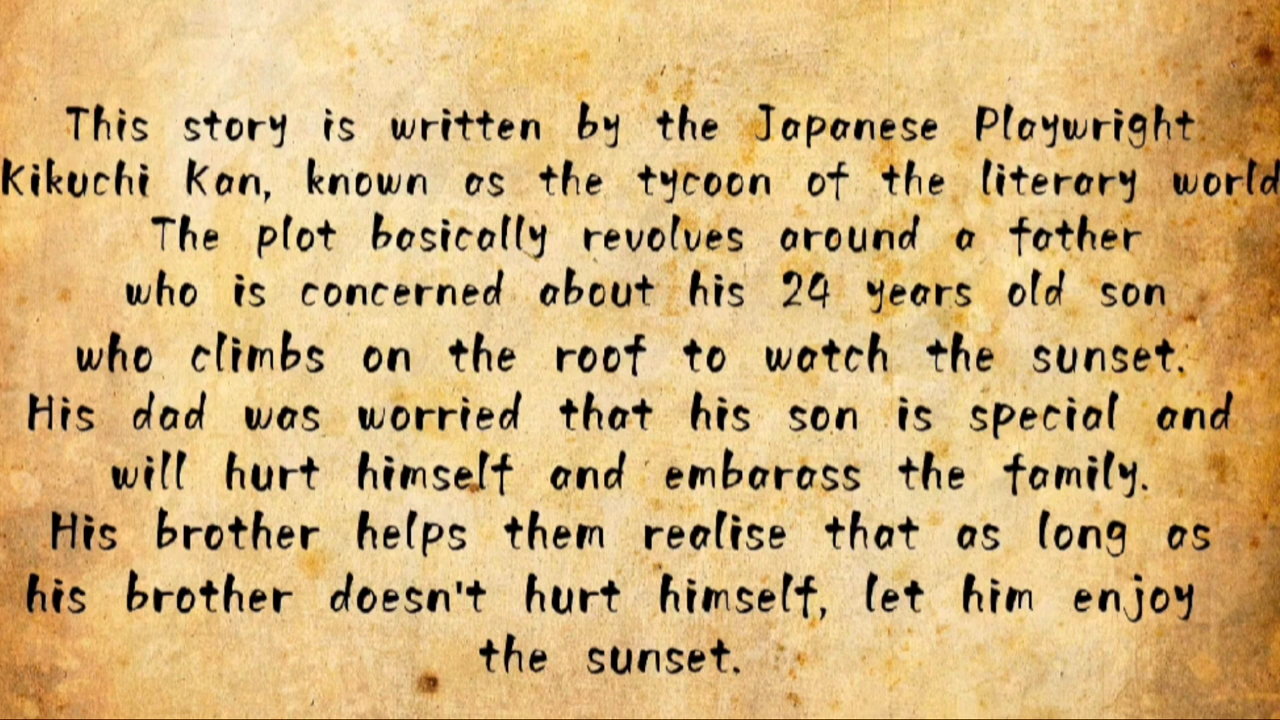 This story is written by the Japanese Playwright
Kikuchi Kan, known as the tycoon of the literary world
The plot basically revolves around a father
who is concerned about his 24 years old son
who climbs on the roof to watch the sunset.
His dad was worried that his son is special and
will hurt himself and embarass the family.
His brother helps them realise that as long as
his brother doesn't hurt himself, let him enjoy
the sunset.